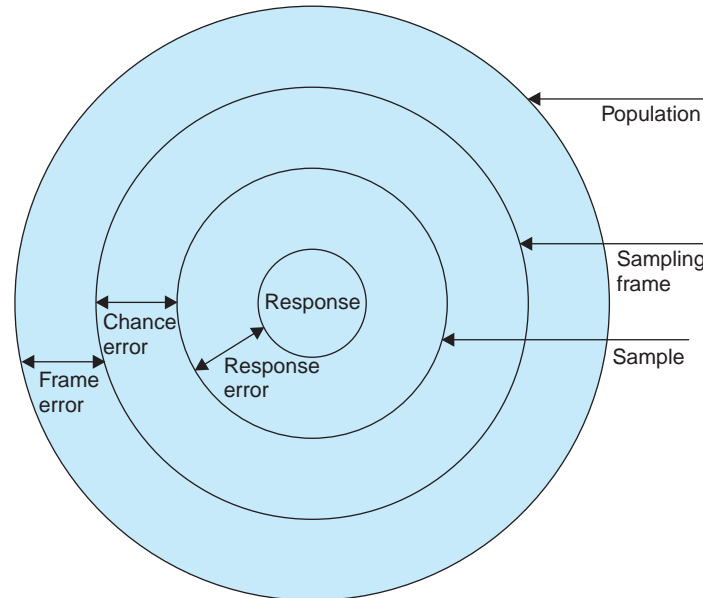 Population
Sampling
frame
Response
Chance
error
Response
error
Sample
Frame
error